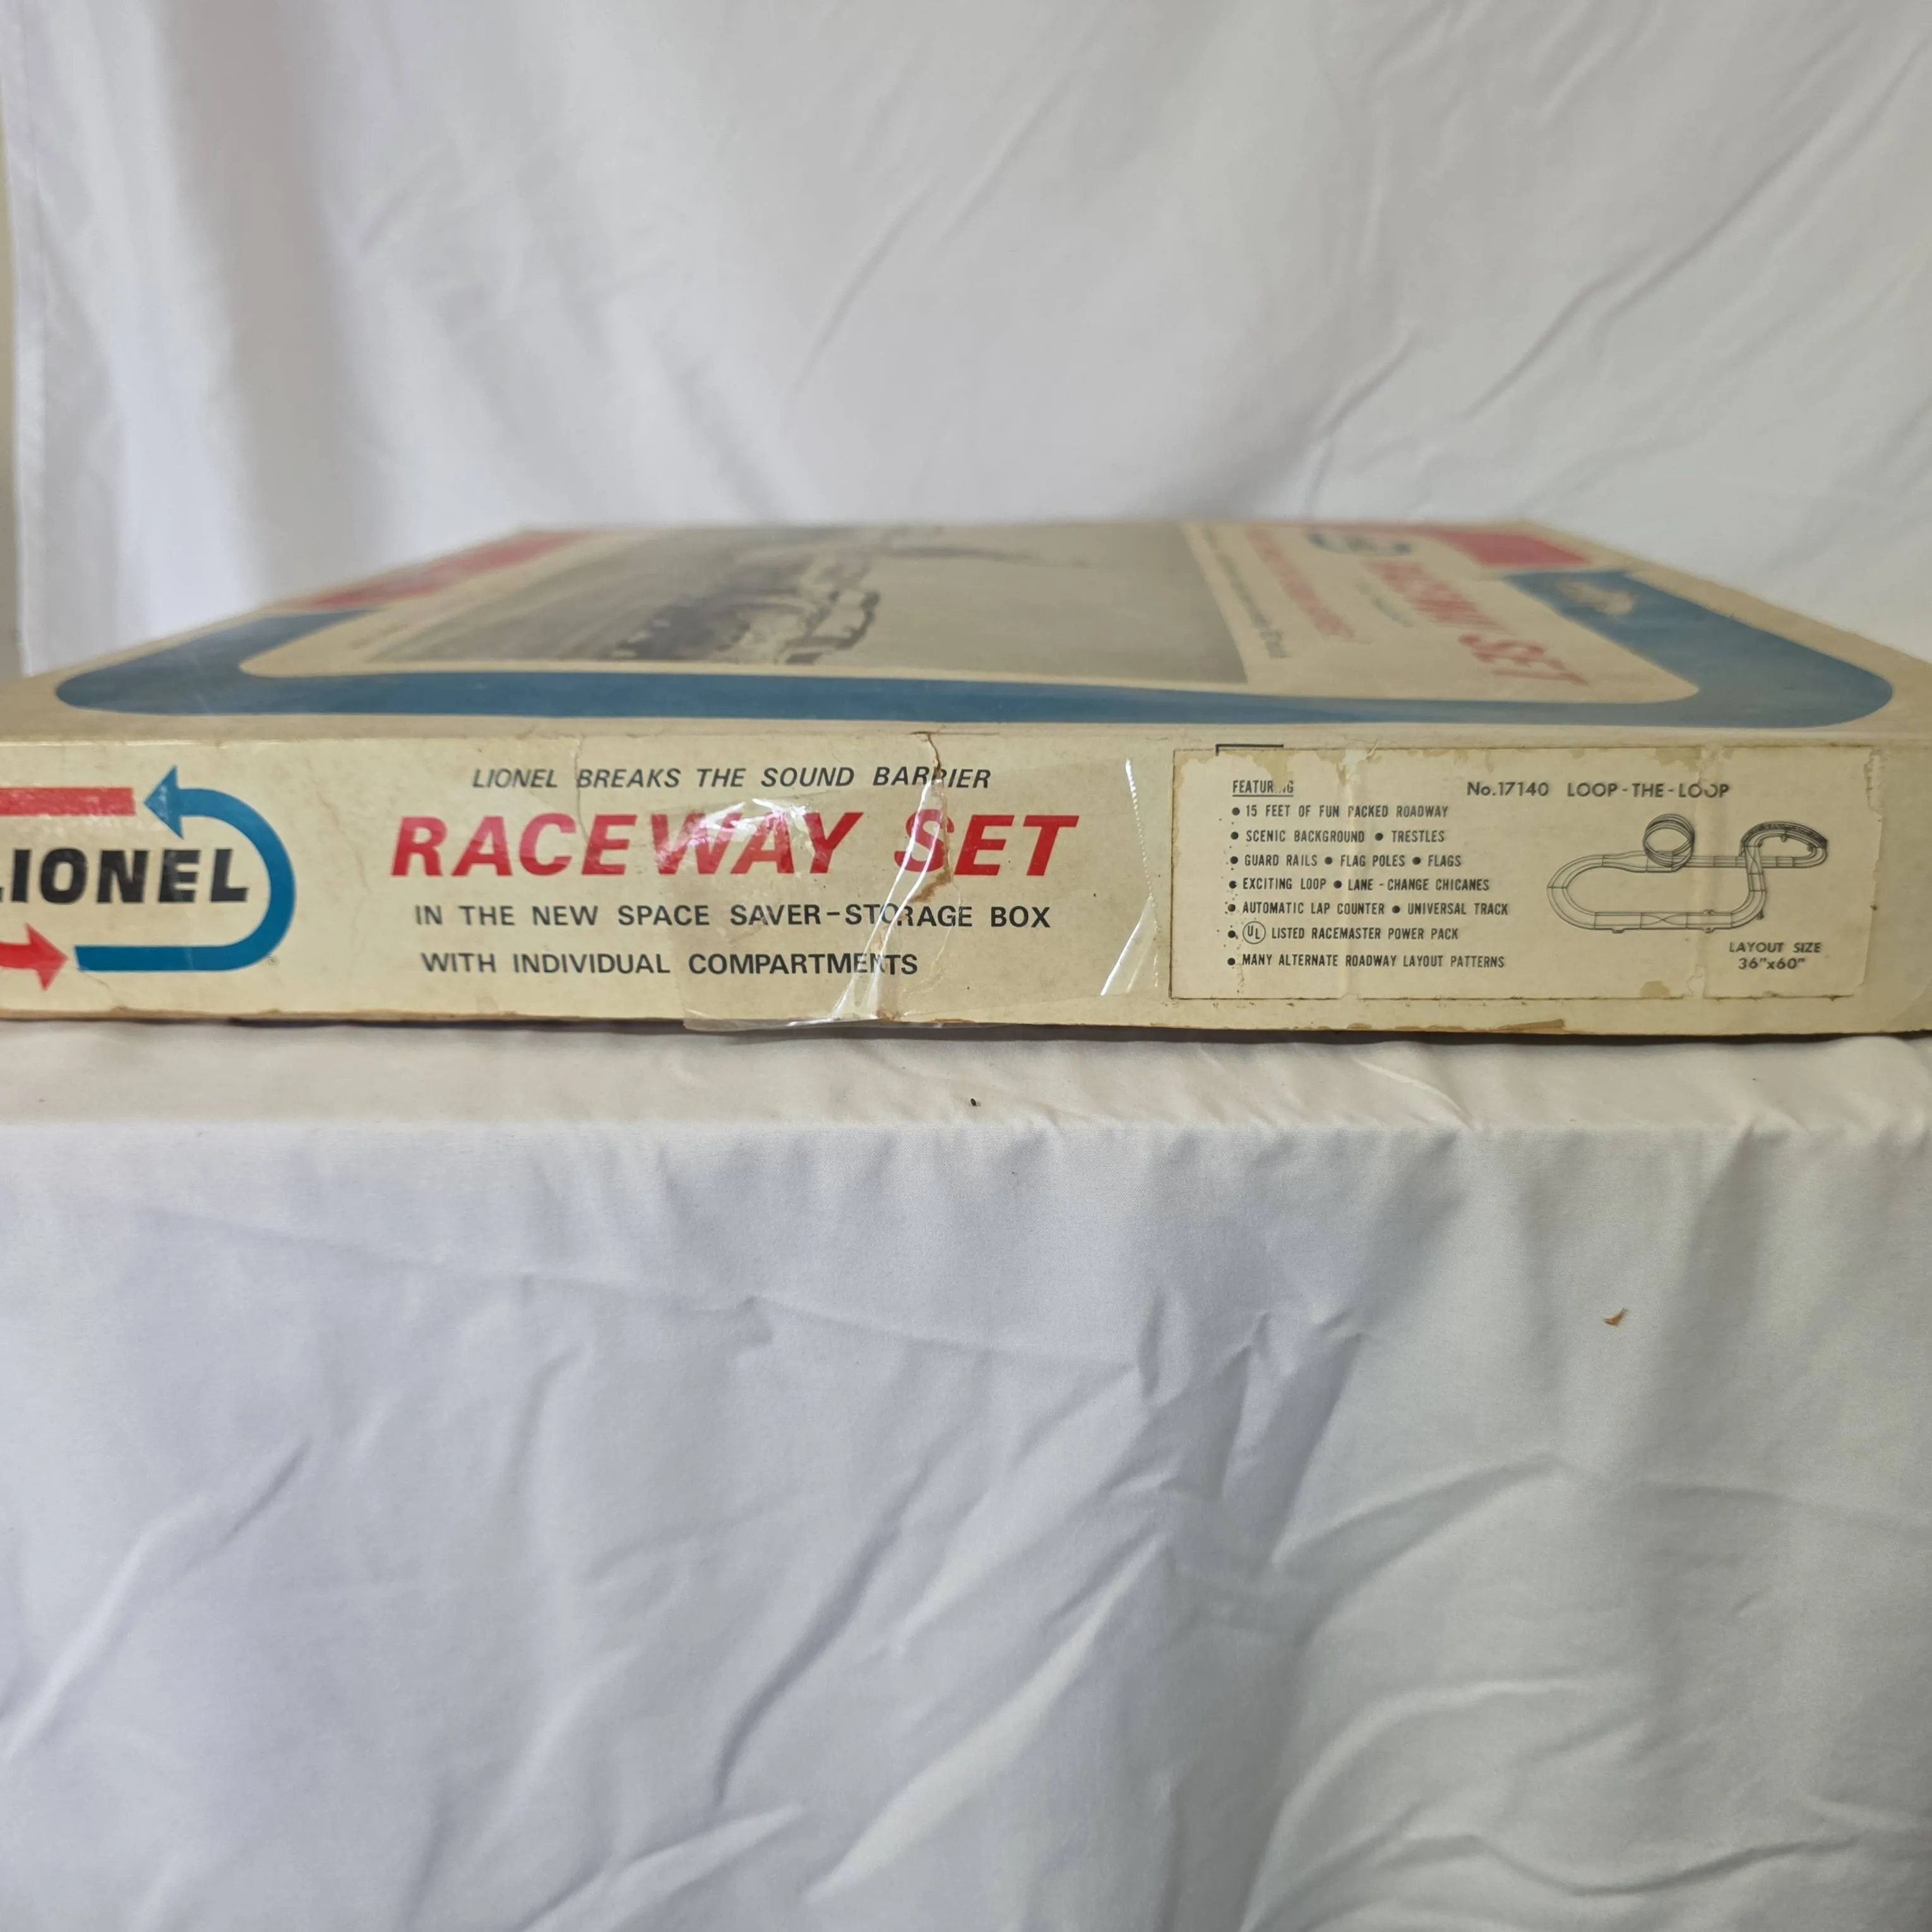 RACEWAY SET
LIONEL
LIONEL BREAKS THE SOUND BARRIER
RACEWAY SET
IN THE NEW SPACE SAVER-STORAGE BOX
WITH INDIVIDUAL COMPARTMENTS
FEATURING
No.17140 LOOP-THE-LOOP
• 15 FEET OF FUN PACKED ROADWAY
• SCENIC BACKGROUND • TRESTLES
• GUARD RAILS • FLAG POLES • FLAGS
• EXCITING LOOP • LANE-CHANGE CHICANES
• AUTOMATIC LAP COUNTER • UNIVERSAL TRACK
• UL LISTED RACEMASTER POWER PACK
• MANY ALTERNATE ROADWAY LAYOUT PATTERNS
LAYOUT SIZE
36"x60"